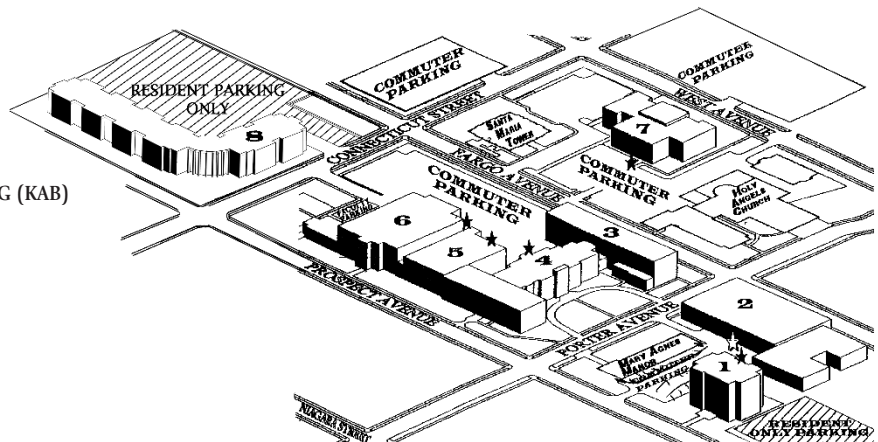 COMMUTER
PARKING
COMMUTER
PARKING
RESIDENT PARKING
ONLY
8
CONNECTICUT STREET
SANTA
MARIA
TOWER
7
WEST AVENUE
FARGO AVENUE
G (KAB)
COMMUTER
PARKING
COMMUTER
PARKING
HOLY
ANGELS
CHURCH
FACULTY
PARKING
6
5
4
3
PROSPECT AVENUE
PORTER AVENUE
2
MARY AGNES
MANOR
PARKING
1
NIAGARA STREET
RESIDENT
ONLY PARKING